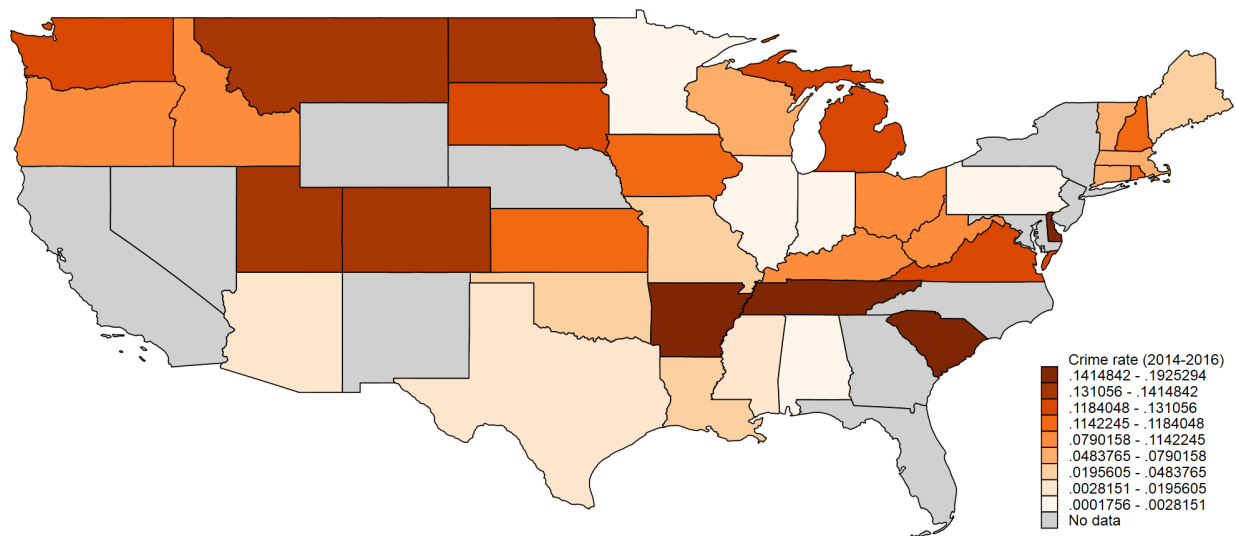 Crime rate (2014-2016)
.1414842 - .1925294
.131056 - .1414842
.1184048 - .131056
.1142245 - .1184048
.0790158 - .1142245
.0483765 - .0790158
.0195605 - .0483765
.0028151 - .0195605
.0001756 - .0028151
No data